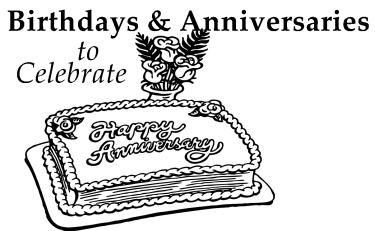 Birthdays & Anniversaries
to
Celebrate
Happy
Anniversary